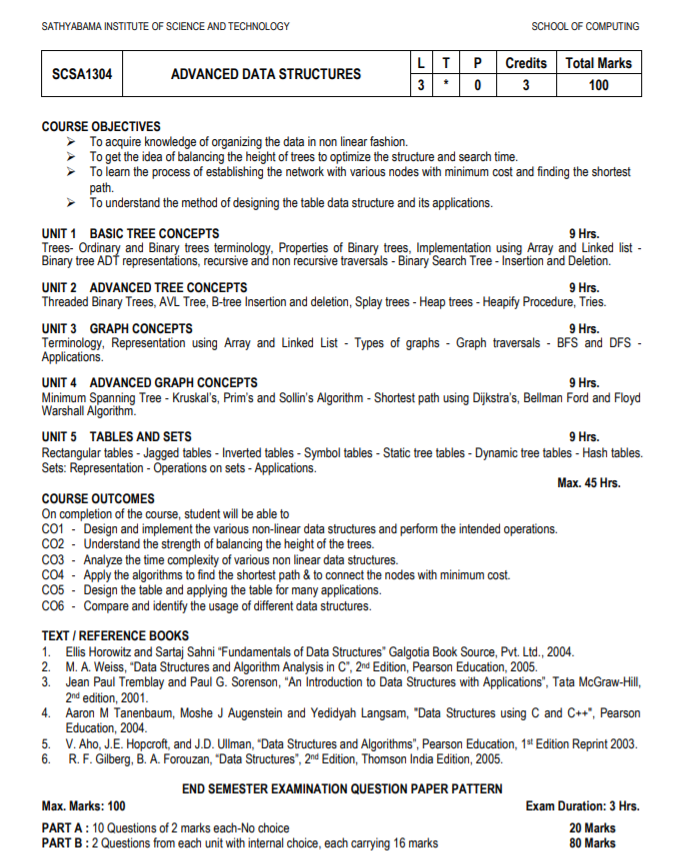 SATHYABAMA INSTITUTE OF SCIENCE AND TECHNOLOGY SCHOOL OF COMPUTING
SCSA1304 ADVANCED DATA STRUCTURES L T P Credits Total Marks
3 * 0 3 100
COURSE OBJECTIVES
➢ To acquire knowledge of organizing the data in non linear fashion.
➢ To get the idea of balancing the height of trees to optimize the structure and search time.
➢ To learn the process of establishing the network with various nodes with minimum cost and finding the shortest
path.
➢ To understand the method of designing the table data structure and its applications.
UNIT 1 BASIC TREE CONCEPTS 9 Hrs.
Trees- Ordinary and Binary trees terminology, Properties of Binary trees, Implementation using Array and Linked list -
Binary tree ADT representations, recursive and non recursive traversals - Binary Search Tree - Insertion and Deletion.
UNIT 2 ADVANCED TREE CONCEPTS 9 Hrs.
Threaded Binary Trees, AVL Tree, B-tree Insertion and deletion, Splay trees - Heap trees - Heapify Procedure, Tries.
UNIT 3 GRAPH CONCEPTS 9 Hrs.
Terminology, Representation using Array and Linked List - Types of graphs - Graph traversals - BFS and DFS -
Applications.
UNIT 4 ADVANCED GRAPH CONCEPTS 9 Hrs.
Minimum Spanning Tree - Kruskal's, Prim's and Sollin's Algorithm - Shortest path using Dijkstra's, Bellman Ford and Floyd
Warshall Algorithm.
UNIT 5 TABLES AND SETS 9 Hrs.
Rectangular tables - Jagged tables - Inverted tables - Symbol tables - Static tree tables - Dynamic tree tables - Hash tables.
Sets: Representation - Operations on sets - Applications.
Max. 45 Hrs.
COURSE OUTCOMES
On completion of the course, student will be able to
CO1 - Design and implement the various non-linear data structures and perform the intended operations.
CO2 - Understand the strength of balancing the height of the trees.
CO3 - Analyze the time complexity of various non linear data structures.
CO4 - Apply the algorithms to find the shortest path & to connect the nodes with minimum cost.
CO5 - Design the table and applying the table for many applications.
CO6 - Compare and identify the usage of different data structures.
TEXT / REFERENCE BOOKS
1. Ellis Horowitz and Sartaj Sahni "Fundamentals of Data Structures" Galgotia Book Source, Pvt. Ltd., 2004.
2. M. A. Weiss, "Data Structures and Algorithm Analysis in C", 2nd Edition, Pearson Education, 2005.
3. Jean Paul Tremblay and Paul G. Sorenson, "An Introduction to Data Structures with Applications", Tata McGraw-Hill,
2nd edition, 2001.
4. Aaron M Tanenbaum, Moshe J Augenstein and Yedidyah Langsam, "Data Structures using C and C++", Pearson
Education, 2004.
5. V. Aho, J.E. Hopcroft, and J.D. Ullman, "Data Structures and Algorithms", Pearson Education, 1st Edition Reprint 2003.
6. R. F. Gilberg, B. A. Forouzan, "Data Structures", 2nd Edition, Thomson India Edition, 2005.
END SEMESTER EXAMINATION QUESTION PAPER PATTERN
Max. Marks: 100 Exam Duration: 3 Hrs.
PART A : 10 Questions of 2 marks each-No choice 20 Marks
PART B : 2 Questions from each unit with internal choice, each carrying 16 marks 80 Marks